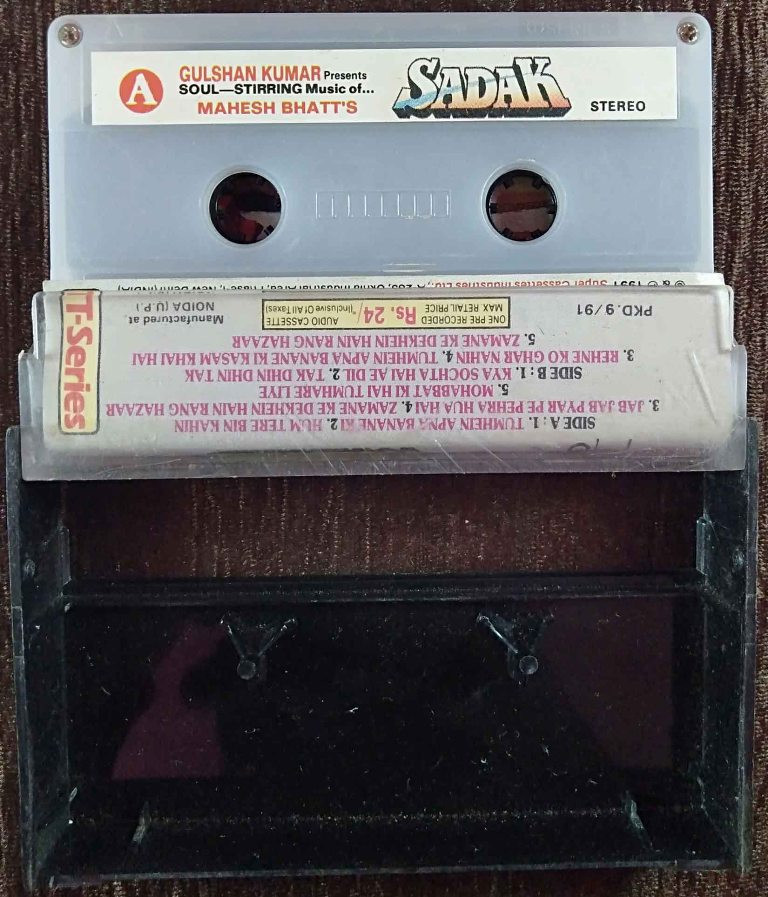 A
GULSHAN KUMAR Presents
SOUL—STIRRING Music of...
MAHESH BHATT'S
SADAK
STEREO
SIDE A : 1. TUMHEIN APNA BANANE KI 2. HUM TERE BIN KAHIN
3. JAB JAB PYAR PE PEHRA HUA HAI 4. ZAMANE KE DEKHEIN HAIN RANG HAZAAR
5. MOHABBAT KI HAI TUMHARE LIYE
SIDE B : 1. KYA SOCHTA HAI AE DIL 2. TAK DHIN DHIN TAK
3. REHNE KO GHAR NAHIN 4. TUMHEIN APNA BANANE KI KASAM KHAI HAI
5. ZAMANE KE DEKHEIN HAIN RANG HAZAAR
PKD. 9/91
ONE PRE RECORDED AUDIO CASSETTE
MAX RETAIL PRICE Rs. 24/ (Inclusive Of All Taxes)
Manufactured at.
NOIDA (U.P.)
T-Series
& © 1991 Super Cassettes Industries Ltd.,